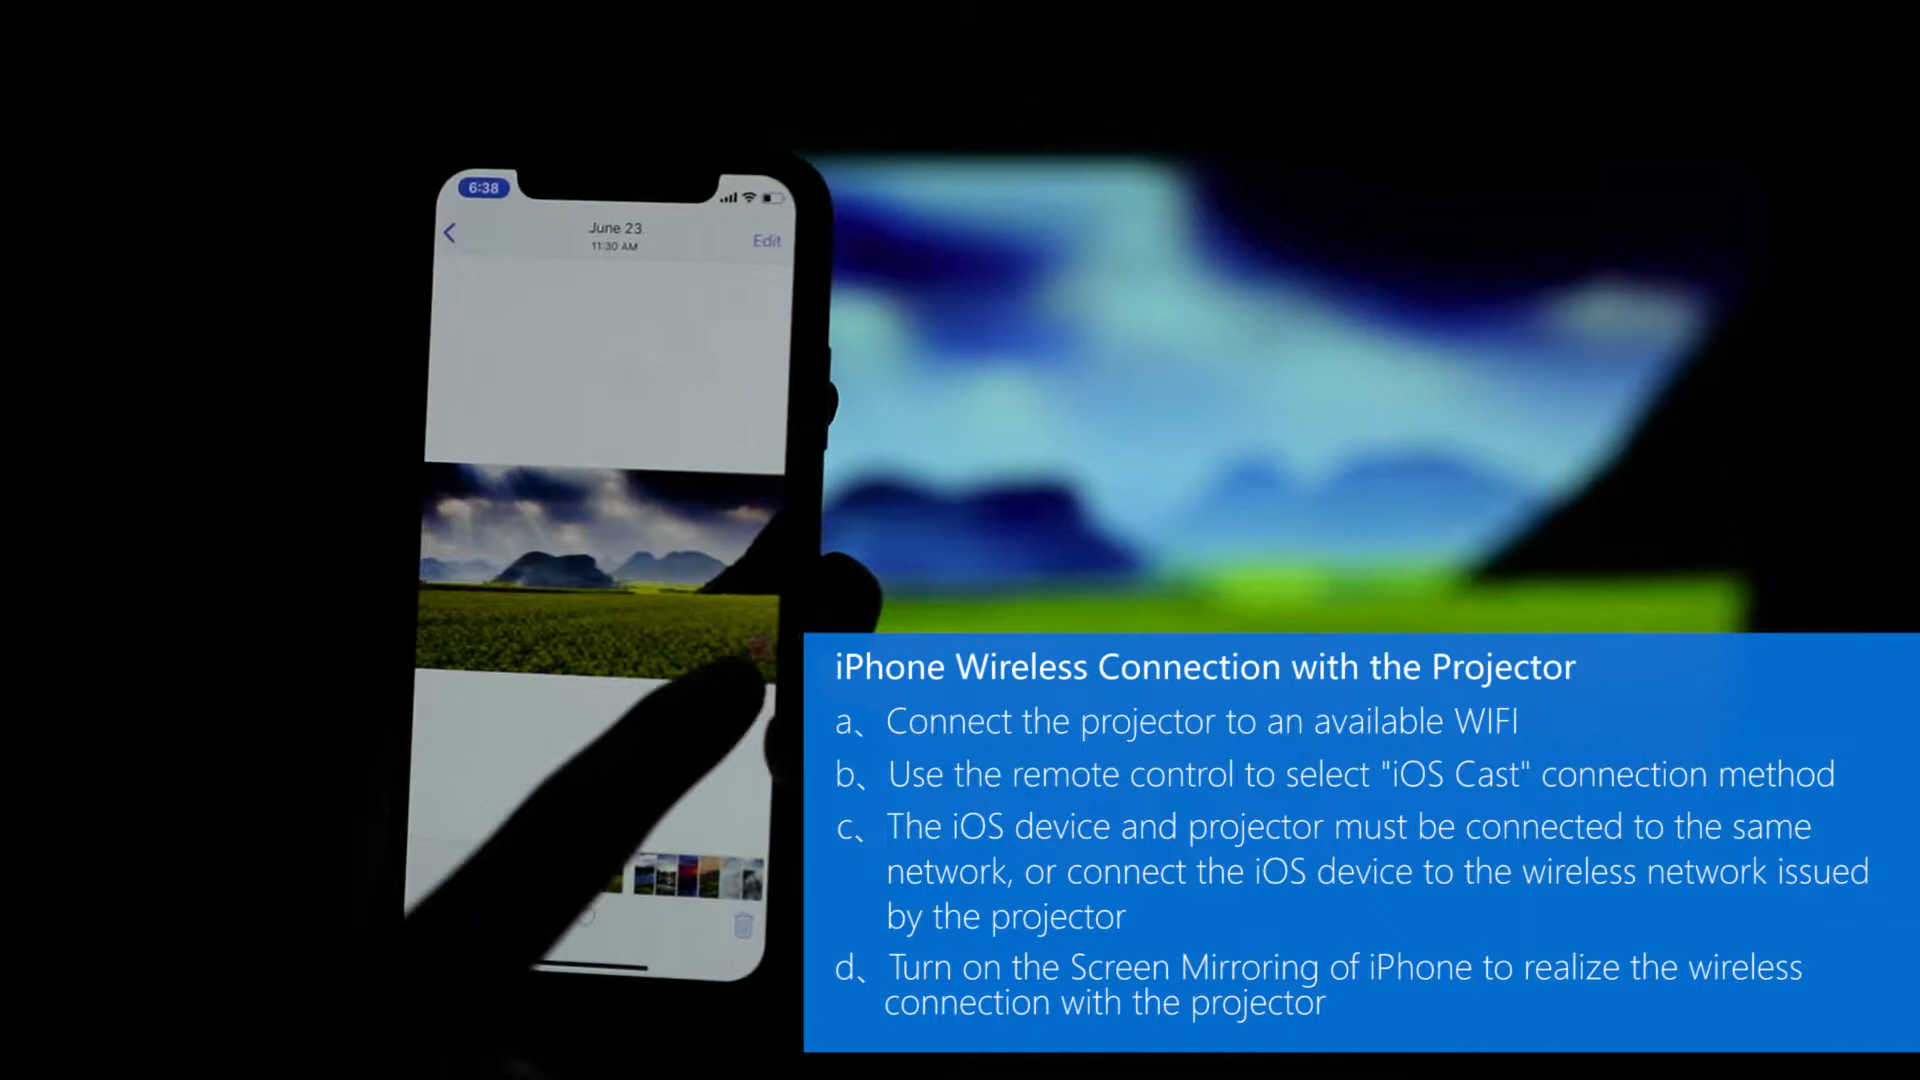 6:38
June 23
11:30 AM
Edit
iPhone Wireless Connection with the Projector
a、Connect the projector to an available WIFI
b、Use the remote control to select "iOS Cast" connection method
c、The iOS device and projector must be connected to the same
network, or connect the iOS device to the wireless network issued
by the projector
d、Turn on the Screen Mirroring of iPhone to realize the wireless
connection with the projector